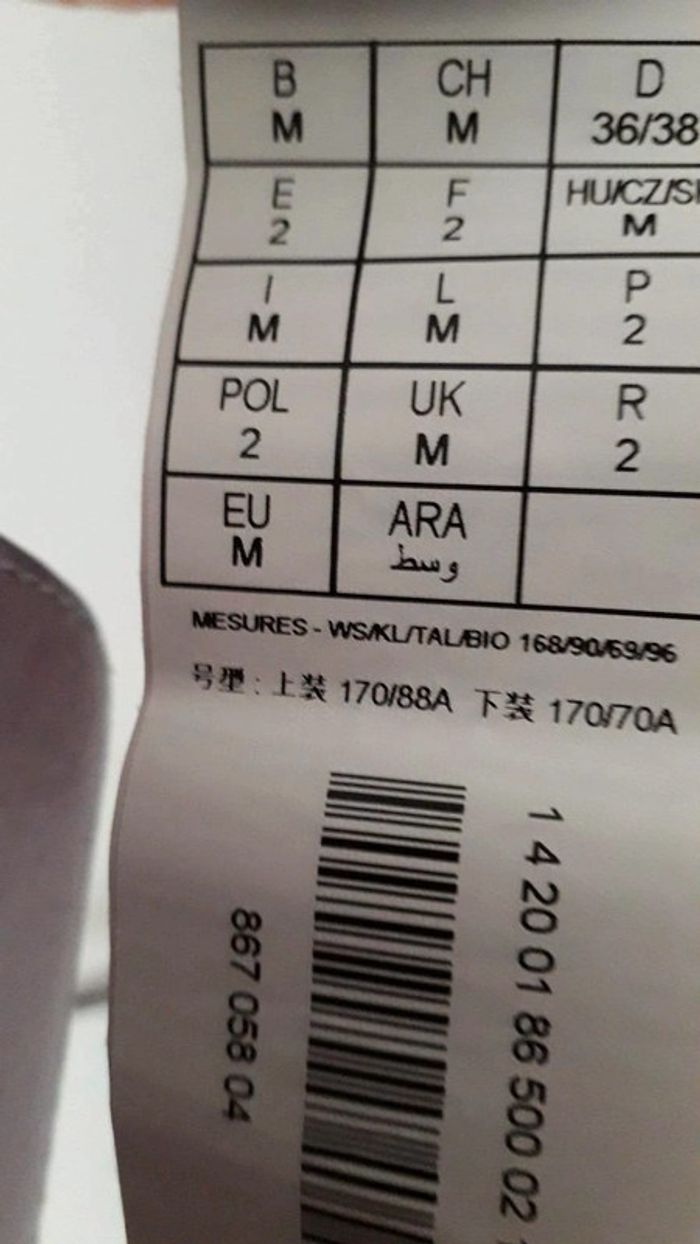 B CH D
M M 36/38
E F HU/CZ/S
2 2 M
I L P
M M 2
POL UK R
2 M 2
EU ARA
M وسط
MESURES - WS/KL/TAL/BIO 168/90/69/96
号型 : 上装 170/88A 下装 170/70A
1 4 20 01 86 500 02
867 058 04